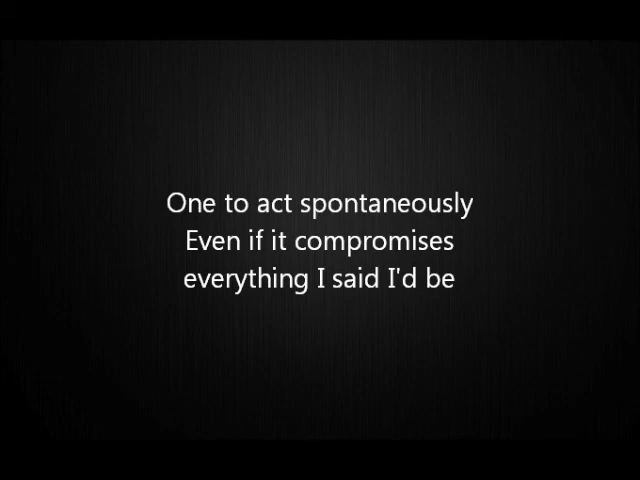 One to act spontaneously
Even if it compromises
everything I said I'd be